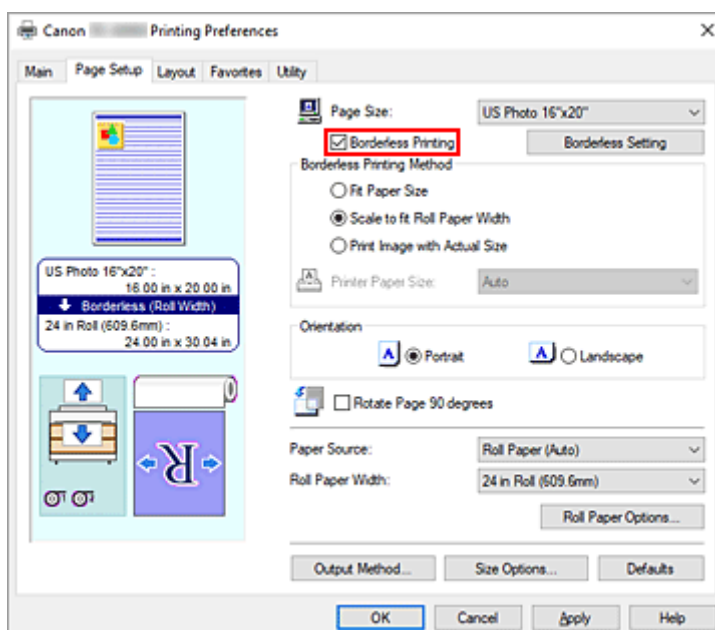 Canon Printing Preferences
Main Page Setup Layout Favorites Utility
Page Size: US Photo 16"x20"
Borderless Printing Borderless Setting
Borderless Printing Method
Fit Paper Size
Scale to fit Roll Paper Width
Print Image with Actual Size
Printer Paper Size: Auto
US Photo 16"x20" :
16.00 in x 20.00 in
Borderless (Roll Width)
24 in Roll (609.6mm) :
24.00 in x 30.04 in
Orientation
A Portrait A Landscape
Rotate Page 90 degrees
R
Paper Source: Roll Paper (Auto)
Roll Paper Width: 24 in Roll (609.6mm)
Roll Paper Options...
Output Method... Size Options... Defaults
OK Cancel Apply Help